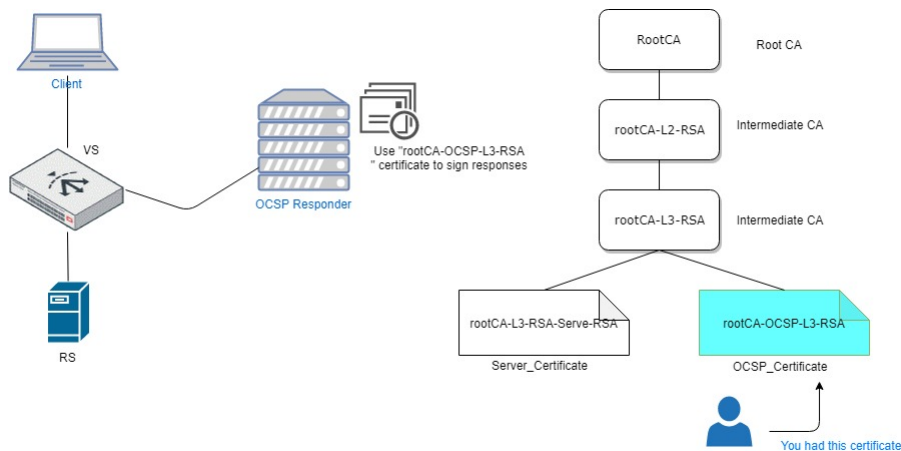 Client
VS
RS
OCSP Responder
Use "rootCA-OCSP-L3-RSA
" certificate to sign responses
RootCA
Root CA
rootCA-L2-RSA
Intermediate CA
rootCA-L3-RSA
Intermediate CA
rootCA-L3-RSA-Serve-RSA
Server_Certificate
rootCA-OCSP-L3-RSA
OCSP_Certificate
You had this certificate